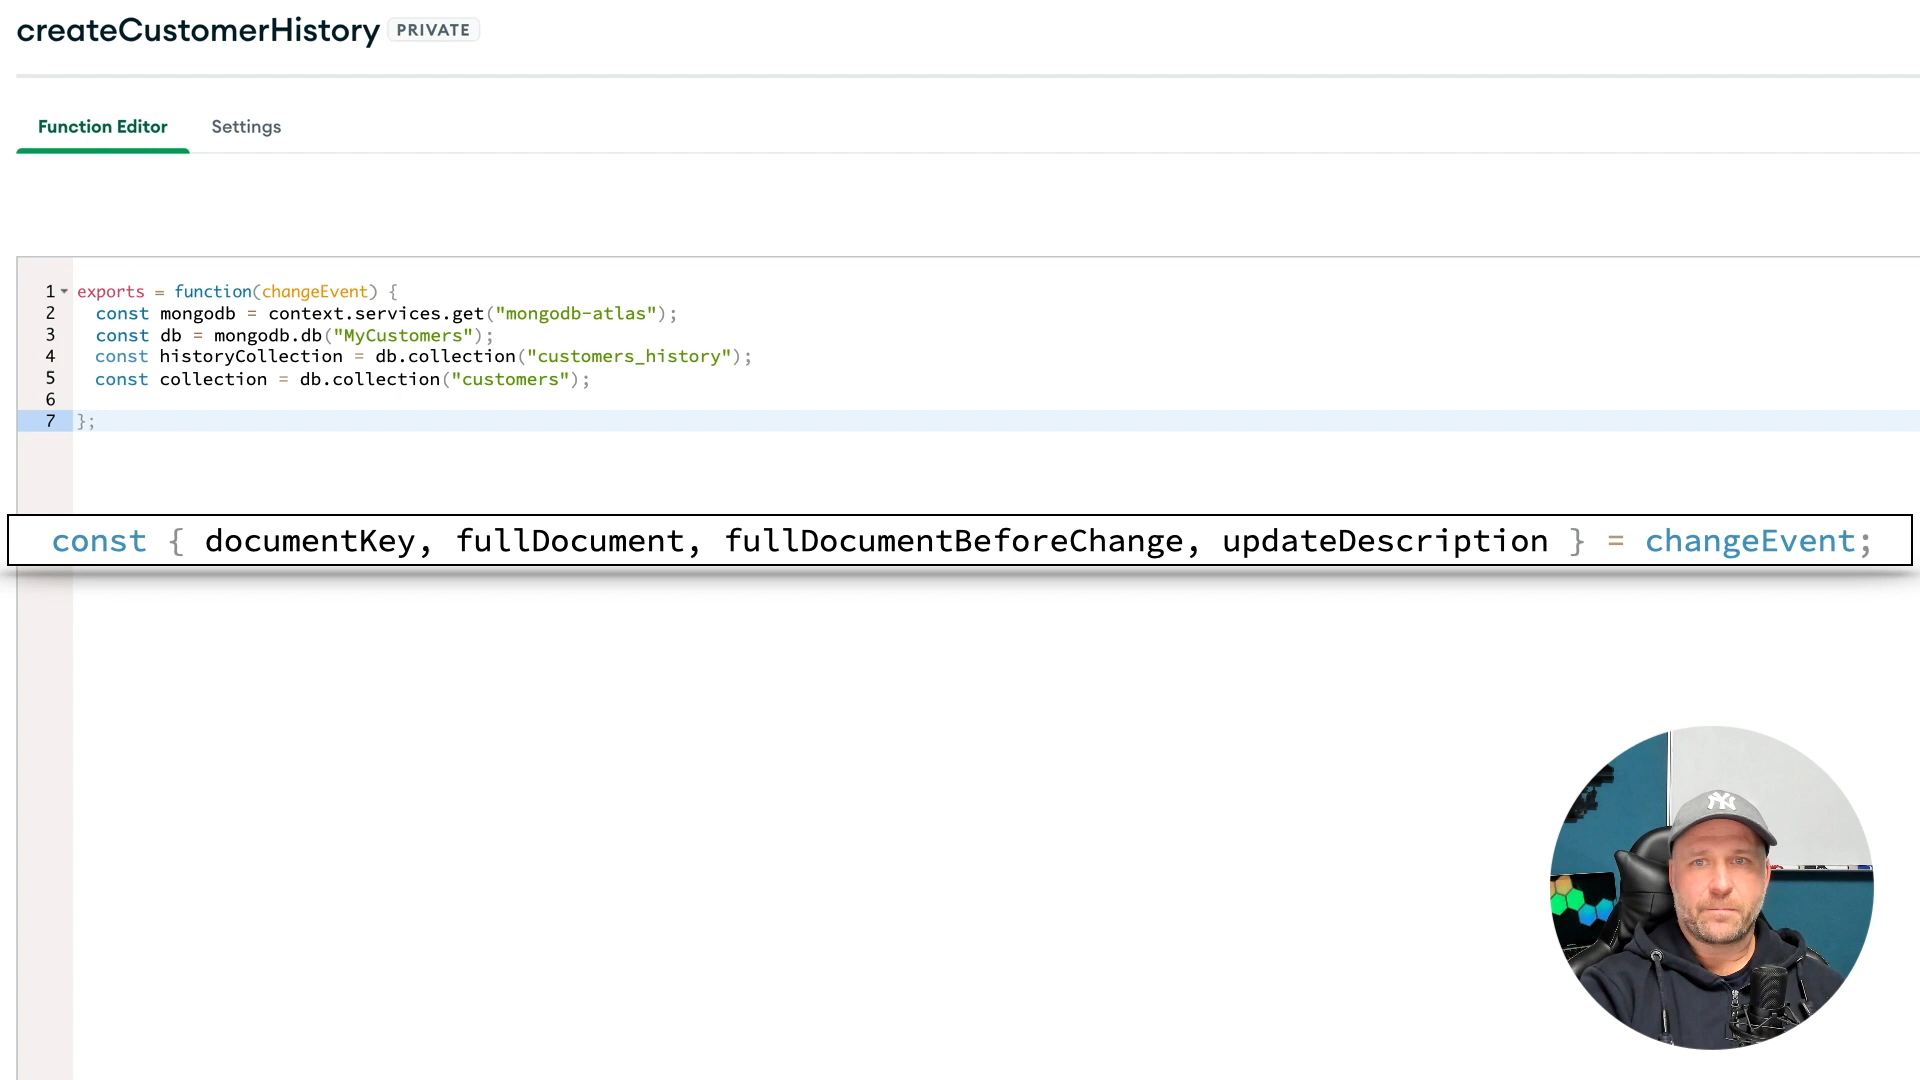 createCustomerHistory PRIVATE
Function Editor Settings
1 exports = function(changeEvent) {
2 const mongodb = context.services.get("mongodb-atlas");
3 const db = mongodb.db("MyCustomers");
4 const historyCollection = db.collection("customers_history");
5 const collection = db.collection("customers");
6
7 };
const { documentKey, fullDocument, fullDocumentBeforeChange, updateDescription } = changeEvent;
NY